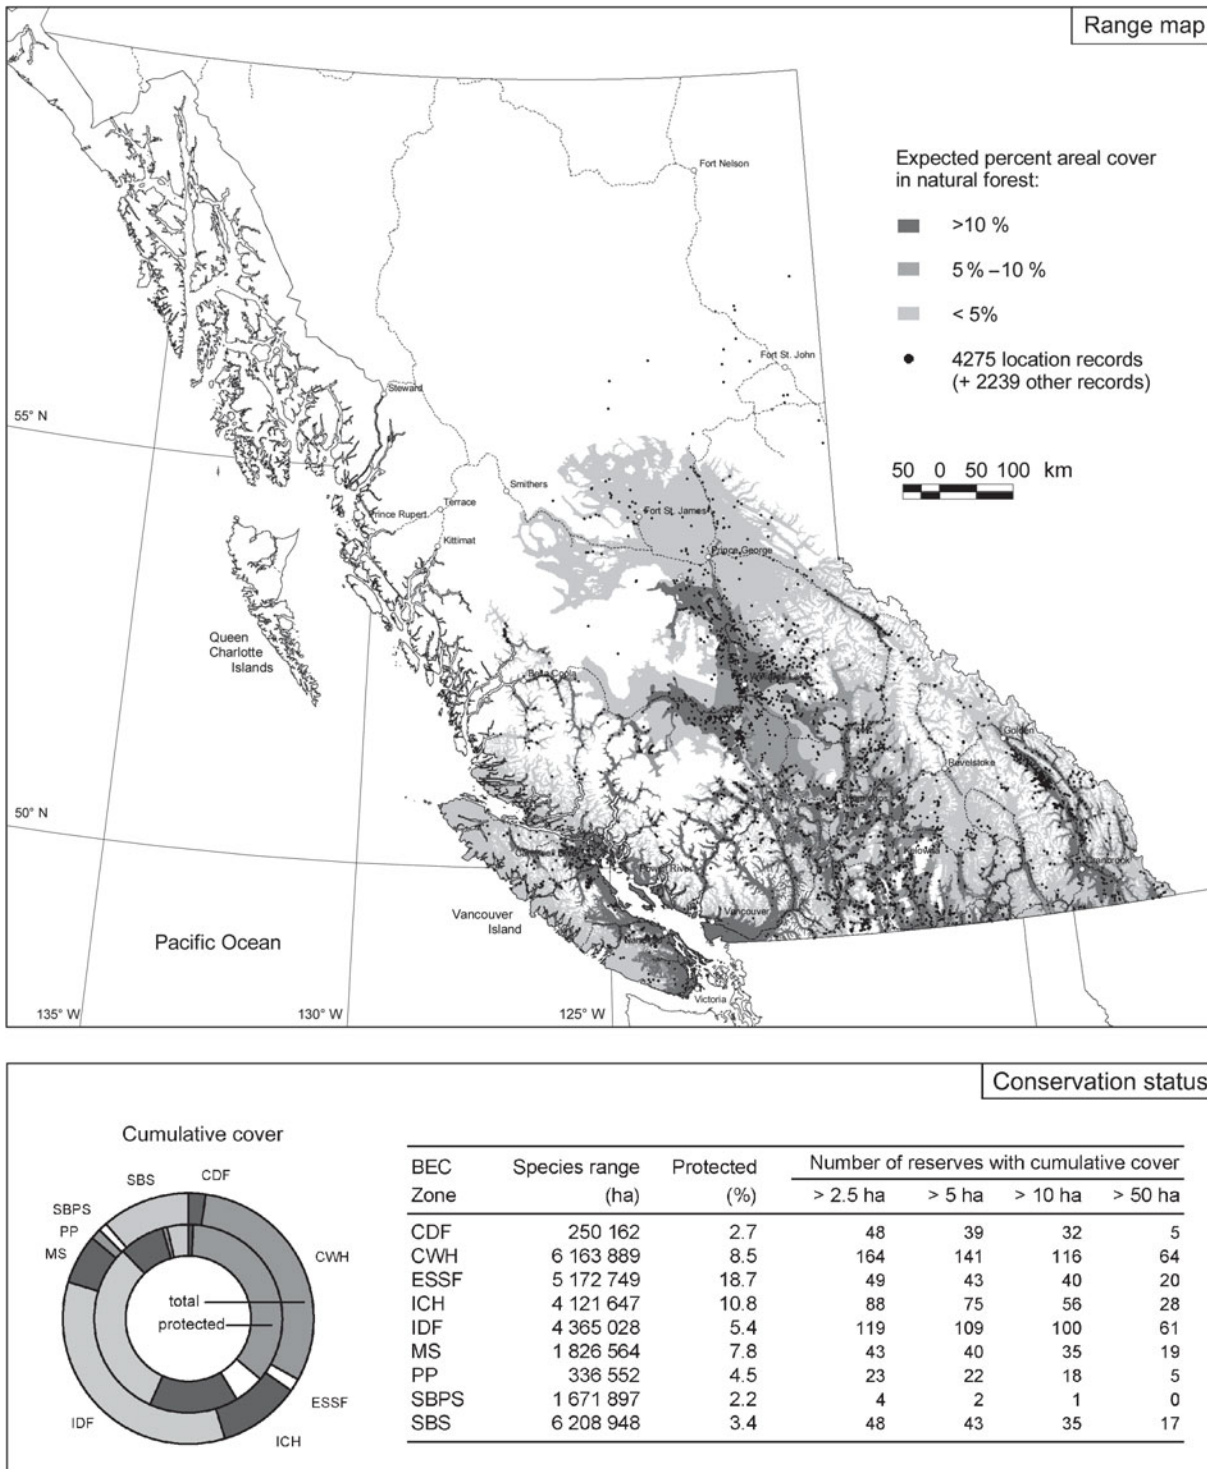 Range map
Expected percent areal cover
in natural forest:
>10 %
5 % –10 %
< 5%
4275 location records
(+ 2239 other records)
50 0 50 100 km
Fort Nelson
Fort St. John
Steward
55° N
Smithers
Terrace
Prince Rupert
Fort St. James
Kittimat
Prince George
Queen
Charlotte
Islands
Golden
Revelstoke
50° N
Cranbrook
Vancouver
Vancouver
Island
Pacific Ocean
Victoria
135° W
130° W
125° W
Conservation status
Cumulative cover
SBS
CDF
SBPS
PP
MS
CWH
total
protected
ESSF
IDF
ICH
BEC Species range Protected Number of reserves with cumulative cover
Zone (ha) (%) > 2.5 ha > 5 ha > 10 ha > 50 ha
CDF 250 162 2.7 48 39 32 5
CWH 6 163 889 8.5 164 141 116 64
ESSF 5 172 749 18.7 49 43 40 20
ICH 4 121 647 10.8 88 75 56 28
IDF 4 365 028 5.4 119 109 100 61
MS 1 826 564 7.8 43 40 35 19
PP 336 552 4.5 23 22 18 5
SBPS 1 671 897 2.2 4 2 1 0
SBS 6 208 948 3.4 48 43 35 17